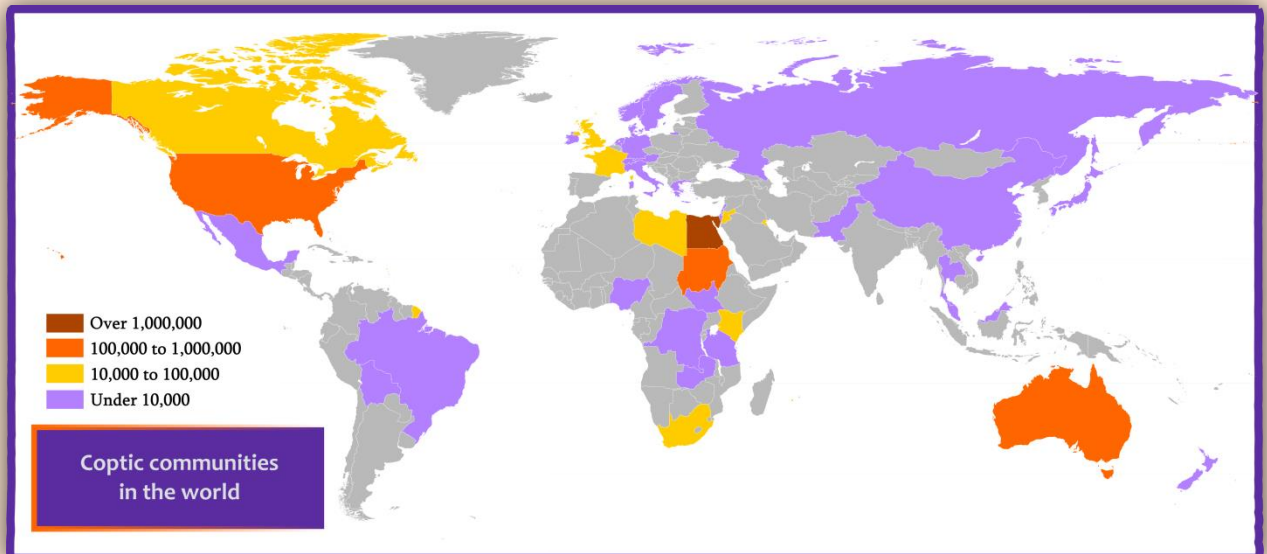 Over 1,000,000
100,000 to 1,000,000
10,000 to 100,000
Under 10,000
Coptic communities
in the world